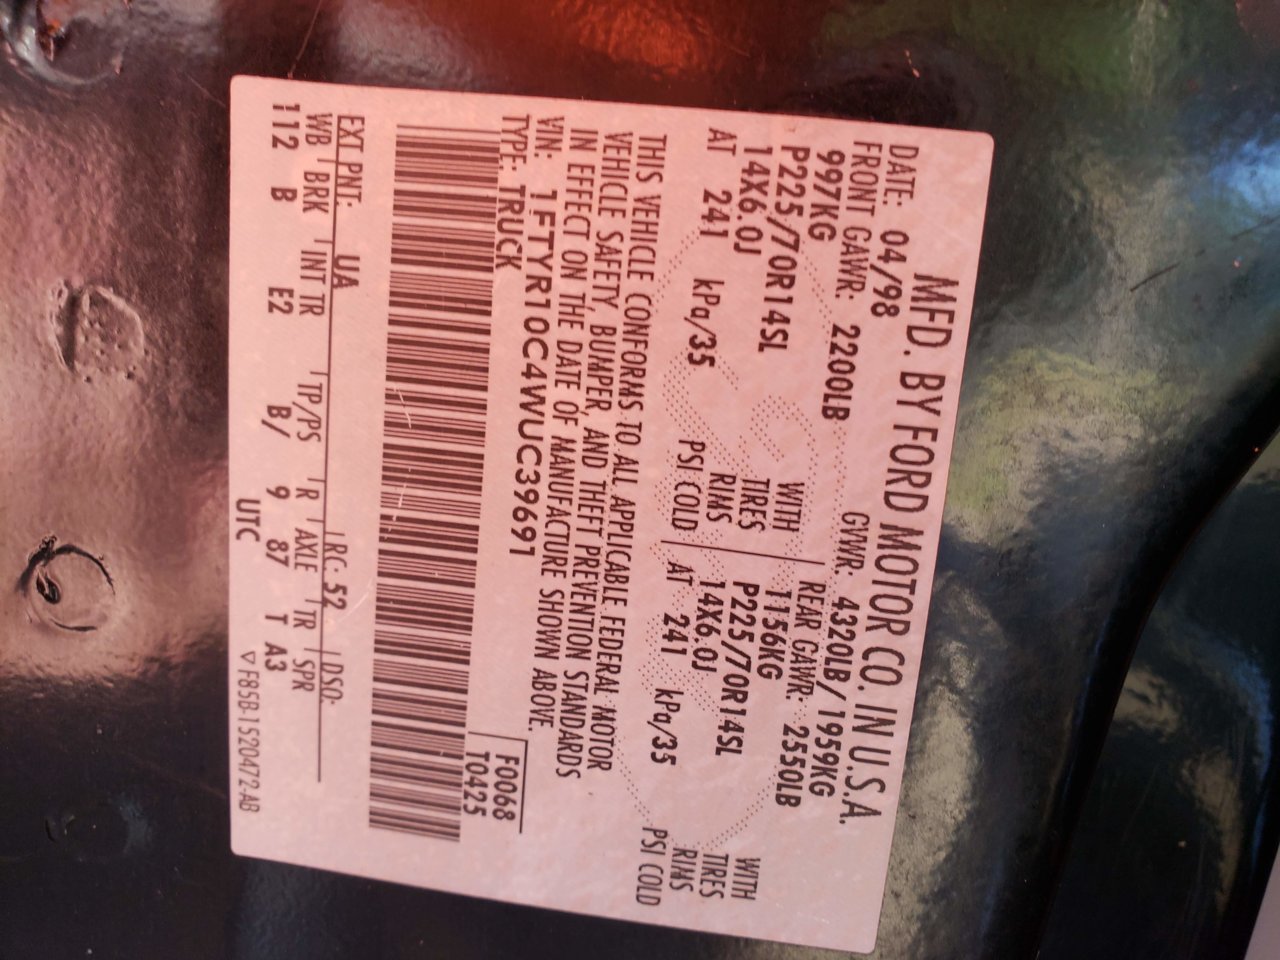 MFD. BY FORD MOTOR CO. IN U.S.A.
DATE: 04/98 GVWR: 4320LB/ 1959KG
FRONT GAWR: 2200LB REAR GAWR: 2550LB
997KG WITH 1156KG WITH
P225/70R14SL TIRES P225/70R14SL TIRES
14X6.0J RIMS 14X6.0J RIMS
AT 241 kPa/35 PSI COLD AT 241 kPa/35 PSI COLD
THIS VEHICLE CONFORMS TO ALL APPLICABLE FEDERAL MOTOR
VEHICLE SAFETY, BUMPER, AND THEFT PREVENTION STANDARDS
IN EFFECT ON THE DATE OF MANUFACTURE SHOWN ABOVE.
VIN: 1FTYR10C4WUC39691 F0068
TYPE: TRUCK T0425
EXT PNT: UA RC: 52 DSO:
WB BRK INT TR TP/PS R AXLE TR SPR
112 B E2 B/ 9 87 T A3
UTC ▽F85B-1520472-AB